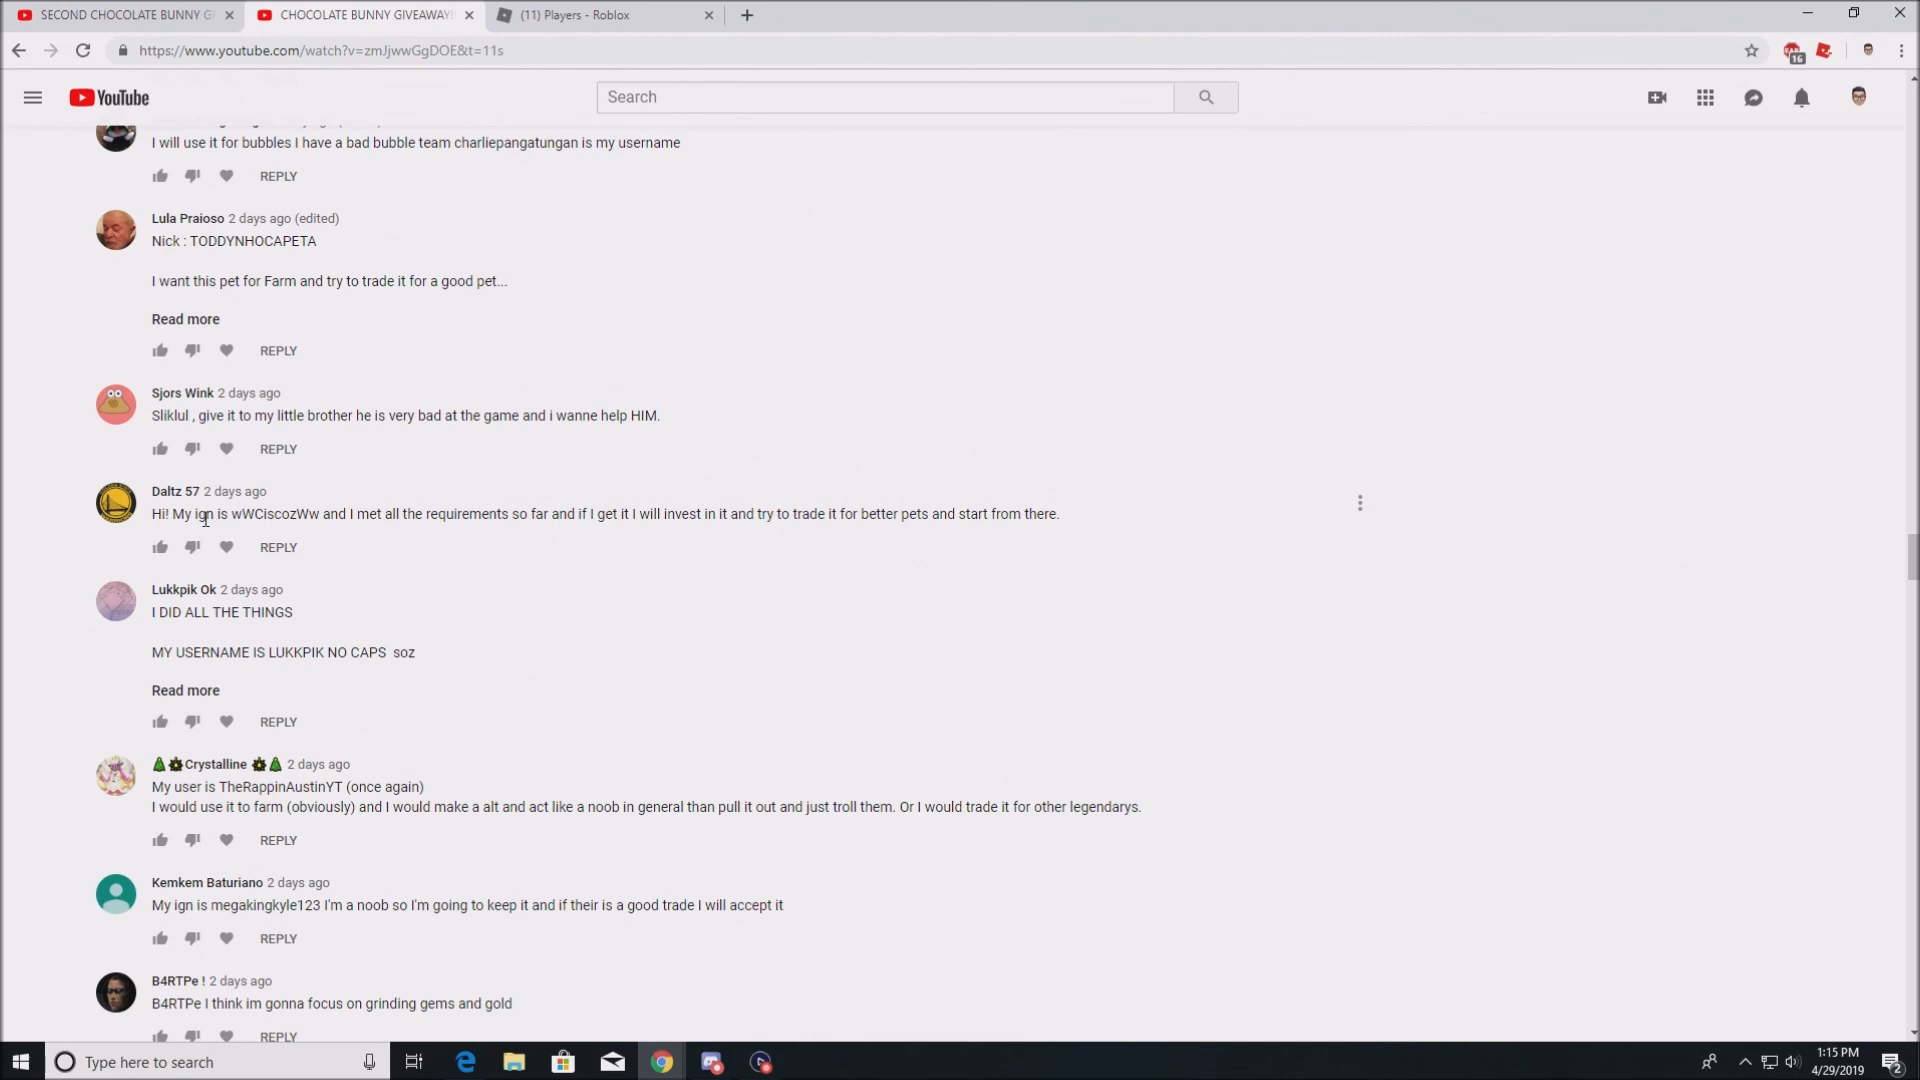 SECOND CHOCOLATE BUNNY
CHOCOLATE BUNNY GIVEAWAY!
(11) Players - Roblox
https://www.youtube.com/watch?v=zmJjwwGgDOE&t=11s
16
YouTube
Search
I will use it for bubbles I have a bad bubble team charliepangatungan is my username
REPLY
Lula Praioso 2 days ago (edited)
Nick : TODDYNHOCAPETA
I want this pet for Farm and try to trade it for a good pet...
Read more
REPLY
Sjors Wink 2 days ago
Sliklul , give it to my little brother he is very bad at the game and i wanne help HIM.
REPLY
Daltz 57 2 days ago
Hi! My ign is wWCiscozWw and I met all the requirements so far and if I get it I will invest in it and try to trade it for better pets and start from there.
REPLY
Lukkpik Ok 2 days ago
I DID ALL THE THINGS
MY USERNAME IS LUKKPIK NO CAPS soz
Read more
REPLY
Crystalline 2 days ago
My user is TheRappinAustinYT (once again)
I would use it to farm (obviously) and I would make a alt and act like a noob in general than pull it out and just troll them. Or I would trade it for other legendarys.
REPLY
Kemkem Baturiano 2 days ago
My ign is megakingkyle123 I'm a noob so I'm going to keep it and if their is a good trade I will accept it
REPLY
B4RTPe ! 2 days ago
B4RTPe I think im gonna focus on grinding gems and gold
REPLY
Type here to search
1:15 PM
4/29/2019
2